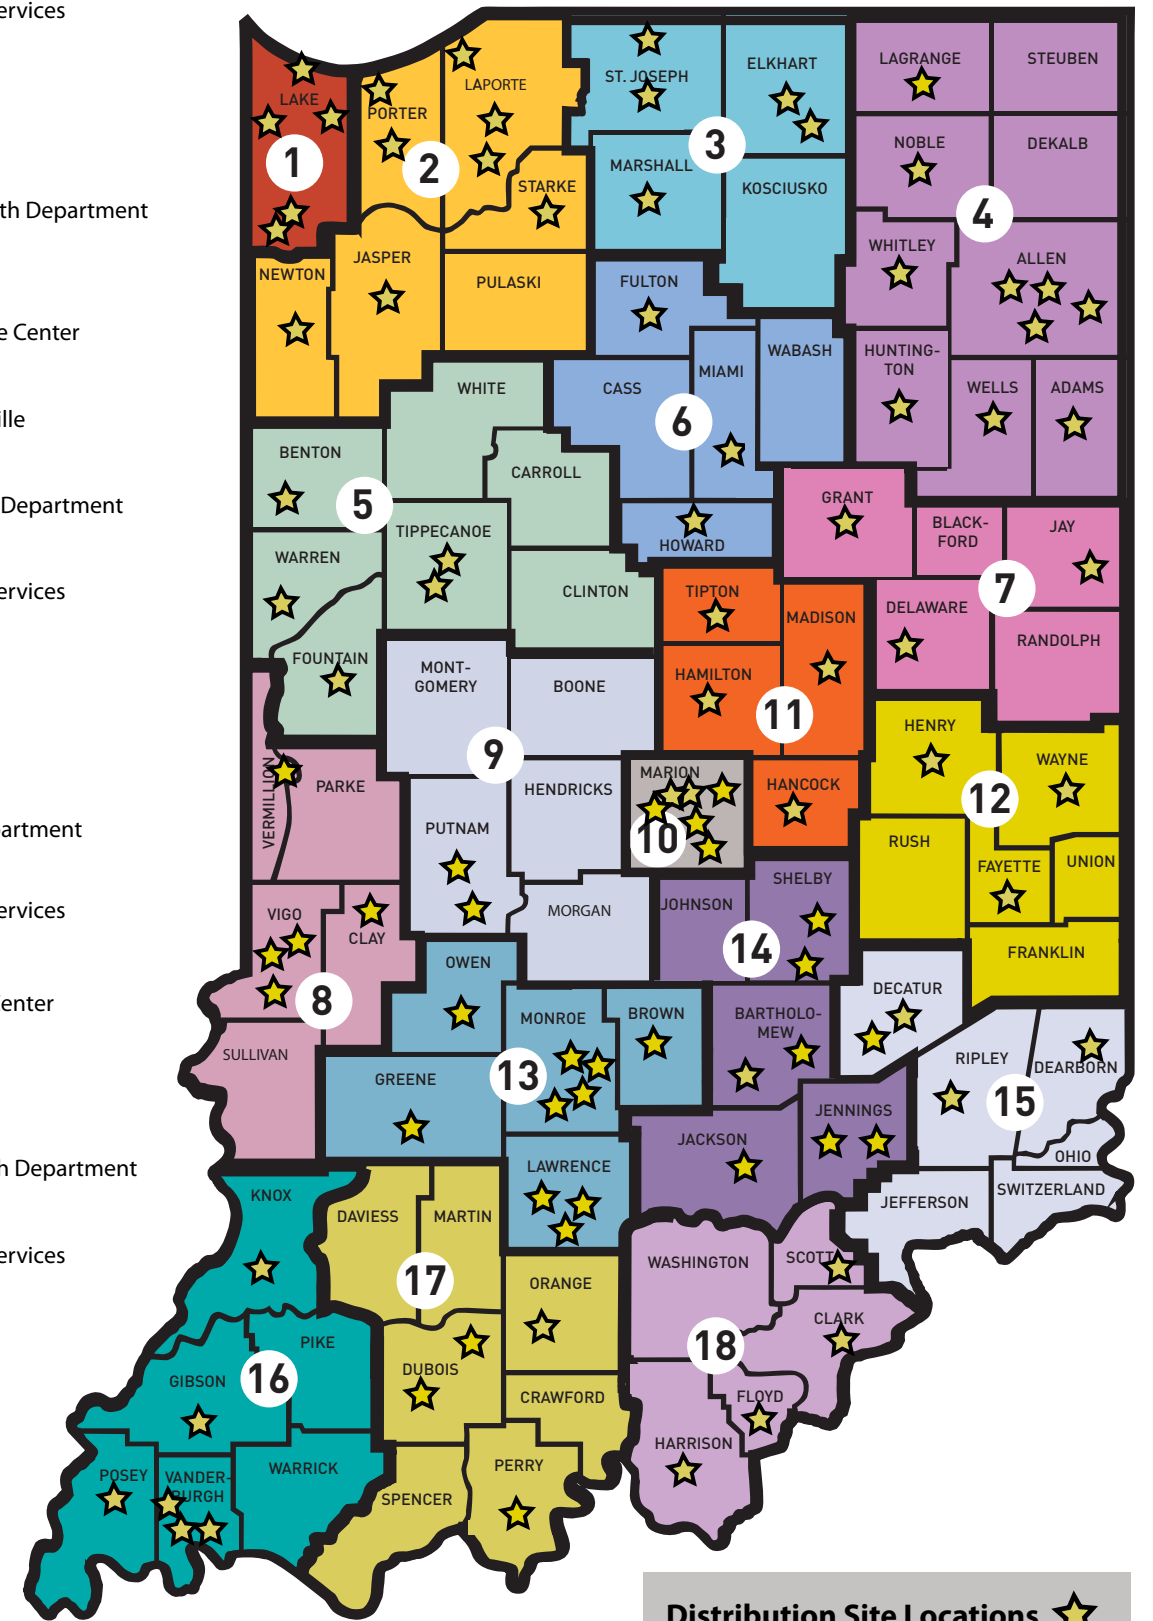 ervices
th Department
e Center
ille
Department
ervices
partment
ervices
Center
h Department
ervices
LAKE
1
PORTER
LAPORTE
2
STARKE
NEWTON
JASPER
PULASKI
ST. JOSEPH
ELKHART
3
MARSHALL
KOSCIUSKO
LAGRANGE
STEUBEN
NOBLE
DEKALB
4
WHITLEY
ALLEN
HUNTING-
TON
WELLS
ADAMS
FULTON
WABASH
MIAMI
CASS
6
HOWARD
WHITE
BENTON
CARROLL
5
TIPPECANOE
WARREN
CLINTON
FOUNTAIN
GRANT
BLACK-
FORD
JAY
7
DELAWARE
RANDOLPH
TIPTON
MADISON
HAMILTON
11
HANCOCK
MONT-
GOMERY
BOONE
9
HENDRICKS
PUTNAM
MORGAN
MARION
10
HENRY
WAYNE
12
RUSH
FAYETTE
UNION
FRANKLIN
VERMILLION
PARKE
VIGO
CLAY
8
SULLIVAN
JOHNSON
SHELBY
14
BARTHOLO-
MEW
JENNINGS
JACKSON
OWEN
MONROE
BROWN
13
GREENE
LAWRENCE
DECATUR
RIPLEY
DEARBORN
15
OHIO
JEFFERSON
SWITZERLAND
KNOX
PIKE
16
GIBSON
POSEY
VANDER-
BURGH
WARRICK
DAVIESS
MARTIN
17
ORANGE
DUBOIS
CRAWFORD
SPENCER
PERRY
WASHINGTON
SCOTT
CLARK
18
FLOYD
HARRISON
Distribution Site Locations